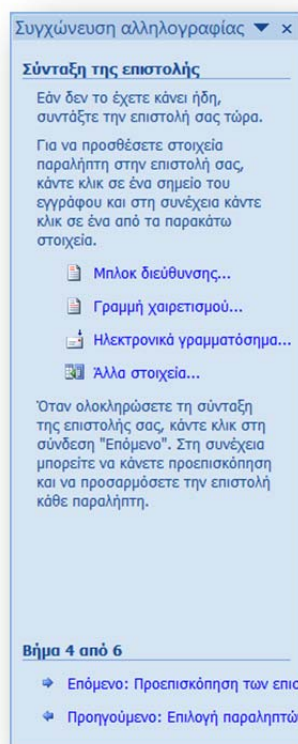 Συγχώνευση αλληλογραφίας
Σύνταξη της επιστολής
Εάν δεν το έχετε κάνει ήδη,
συντάξτε την επιστολή σας τώρα.
Για να προσθέσετε στοιχεία
παραλήπτη στην επιστολή σας,
κάντε κλικ σε ένα σημείο του
εγγράφου και στη συνέχεια κάντε
κλικ σε ένα από τα παρακάτω
στοιχεία.
Μπλοκ διεύθυνσης...
Γραμμή χαιρετισμού...
Ηλεκτρονικά γραμματόσημα...
Άλλα στοιχεία...
Όταν ολοκληρώσετε τη σύνταξη
της επιστολής σας, κάντε κλικ στη
σύνδεση "Επόμενο". Στη συνέχεια
μπορείτε να κάνετε προεπισκόπηση
και να προσαρμόσετε την επιστολή
κάθε παραλήπτη.
Βήμα 4 από 6
Επόμενο: Προεπισκόπηση των επισ
Προηγούμενο: Επιλογή παραληπτώ